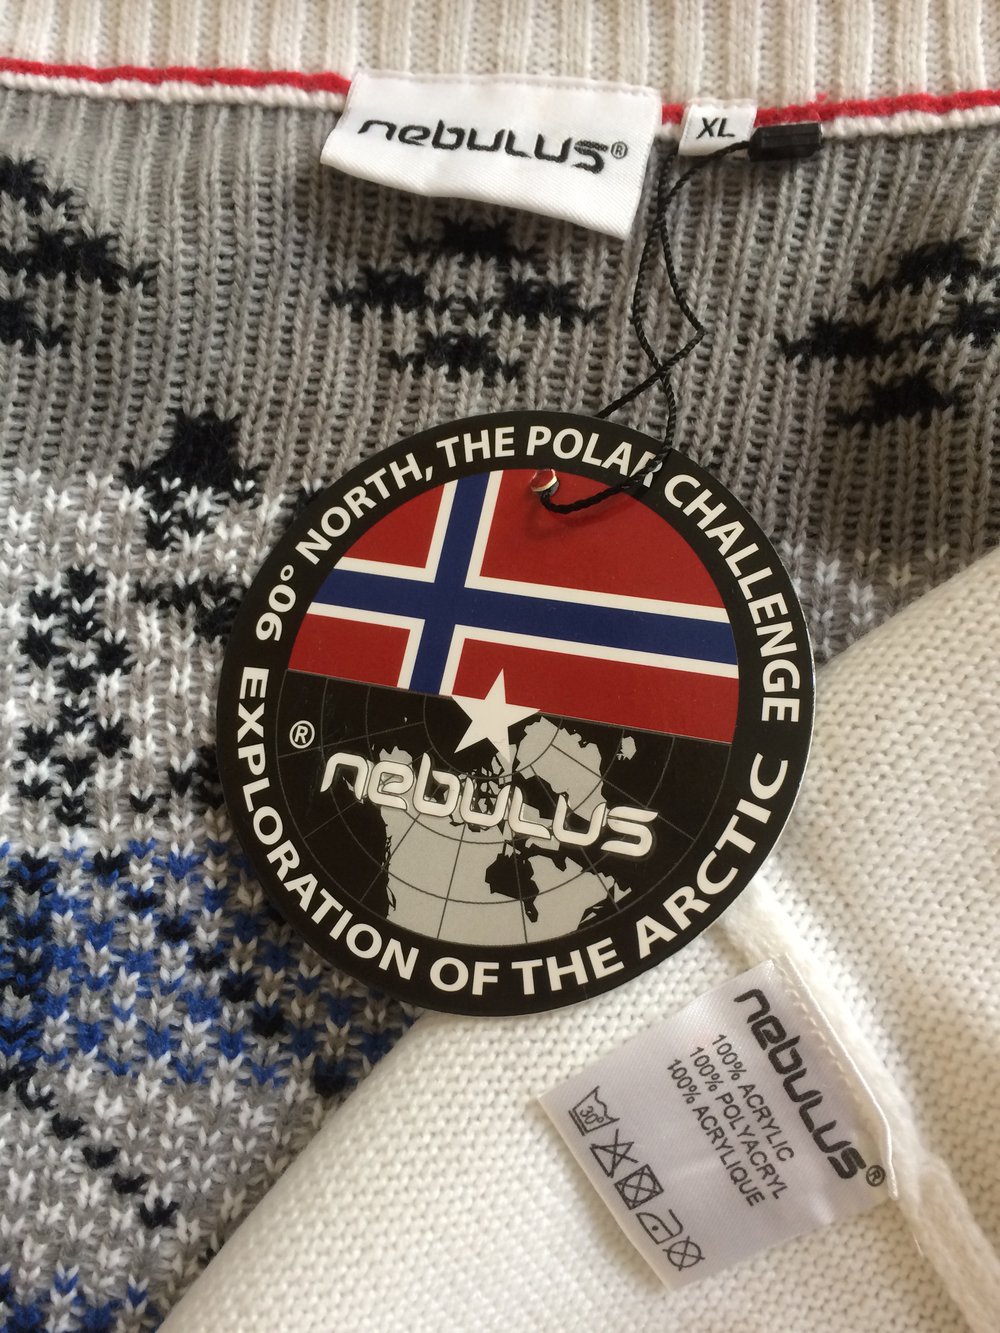 nebulus®
XL
90° NORTH, THE POLAR CHALLENGE
nebulus
®
EXPLORATION OF THE ARCTIC
nebulus®
100% ACRYLIC
100% POLYACRYL
100% ACRYLIQUE
30°